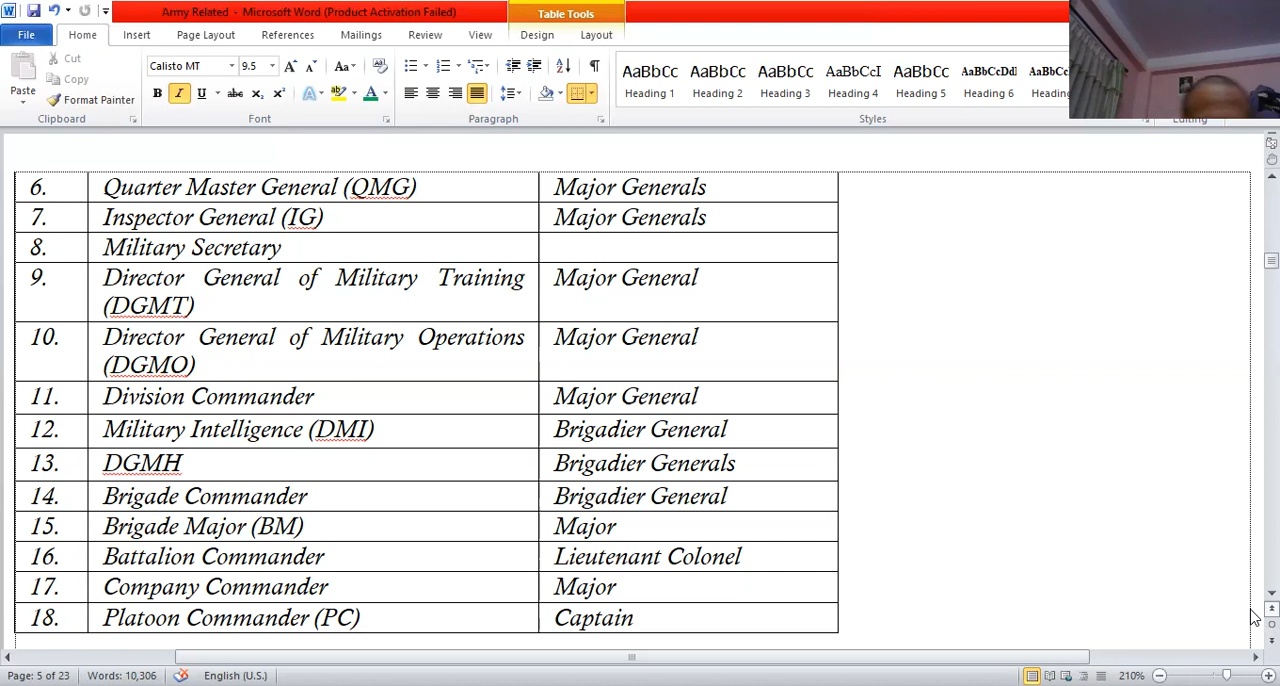 Army Related - Microsoft Word (Product Activation Failed)
Table Tools
File Home Insert Page Layout References Mailings Review View Design Layout
Paste
Cut
Copy
Format Painter
Clipboard
Calisto MT 9.5
Font
Paragraph
AaBbCc AaBbCc AaBbCc AaBbCcI AaBbCc AaBbCcDd AaBbCc
Heading 1 Heading 2 Heading 3 Heading 4 Heading 5 Heading 6 Heading
Styles
Editing
6. Quarter Master General (QMG) Major Generals
7. Inspector General (IG) Major Generals
8. Military Secretary
9. Director General of Military Training Major General
(DGMT)
10. Director General of Military Operations Major General
(DGMO)
11. Division Commander Major General
12. Military Intelligence (DMI) Brigadier General
13. DGMH Brigadier Generals
14. Brigade Commander Brigadier General
15. Brigade Major (BM) Major
16. Battalion Commander Lieutenant Colonel
17. Company Commander Major
18. Platoon Commander (PC) Captain
Page: 5 of 23 Words: 10,306 English (U.S.) 210%